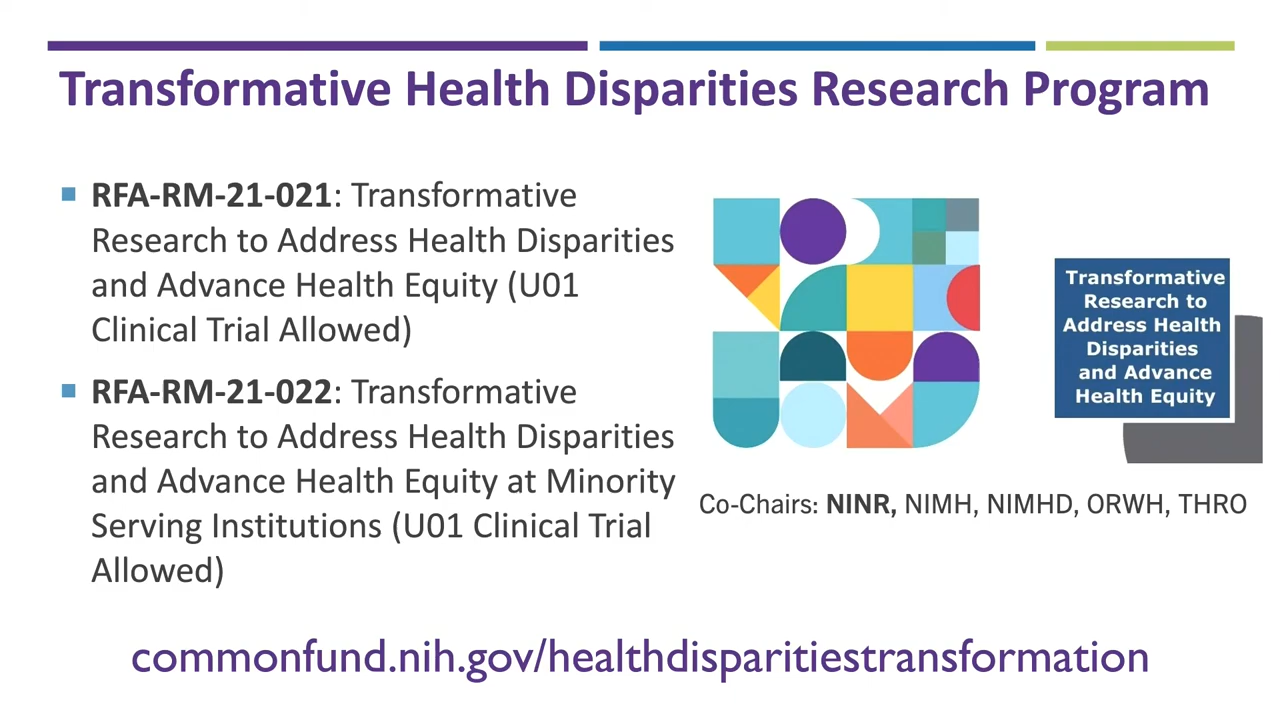 Transformative Health Disparities Research Program
RFA-RM-21-021: Transformative
Research to Address Health Disparities
and Advance Health Equity (U01
Clinical Trial Allowed)
RFA-RM-21-022: Transformative
Research to Address Health Disparities
and Advance Health Equity at Minority
Serving Institutions (U01 Clinical Trial
Allowed)
Transformative
Research to
Address Health
Disparities
and Advance
Health Equity
Co-Chairs: NINR, NIMH, NIMHD, ORWH, THRO
commonfund.nih.gov/healthdisparitiestransformation